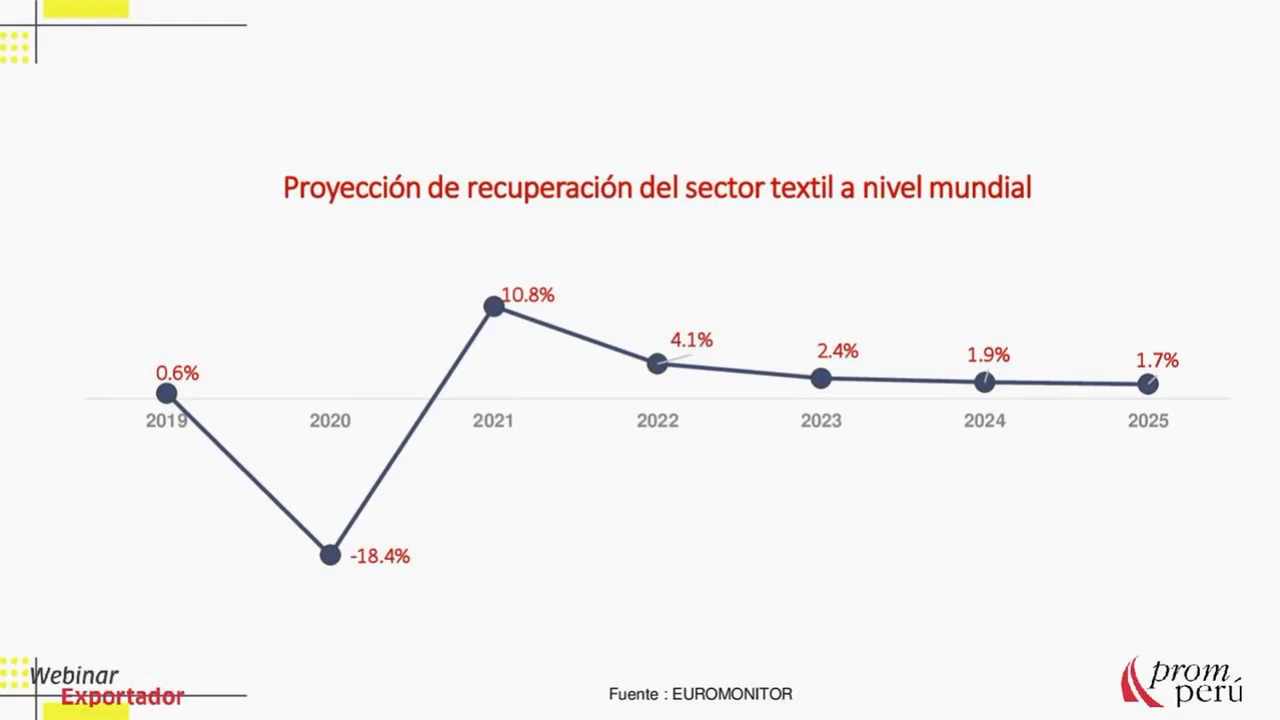 Proyección de recuperación del sector textil a nivel mundial
10.8%
4.1%
2.4%
1.9%
1.7%
0.6%
2019 2020 2021 2022 2023 2024 2025
-18.4%
Webinar
Exportador
Fuente : EUROMONITOR
prom
perú